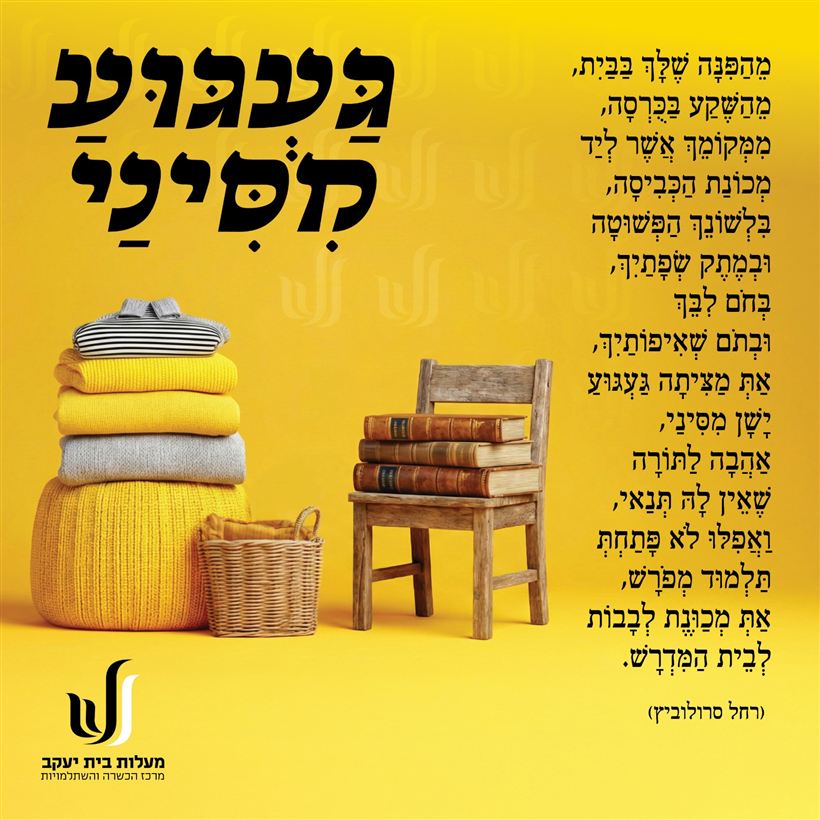 גַּעְגּוּעַ
מִסִּינַי
מֵהַפִּנָּה שֶׁלָּךְ בַּבַּיִת,
מֵהַשֶּׁקַע בַּכֻּרְסָה,
מִמְּקוֹמֵךְ אֲשֶׁר לְיַד
מְכוֹנַת הַכְּבִיסָה,
בִּלְשׁוֹנֵךְ הַפְּשׁוּטָה
וּבְמֶתֶק שְׂפָתַיִךְ,
בְּחֹם לִבֵּךְ
וּבְתֹם שְׁאִיפוֹתַיִךְ,
אַתְּ מַצִּיתָה גַּעְגּוּעַ
יָשָׁן מִסִּינַי,
אַהֲבָה לַתּוֹרָה
שֶׁאֵין לָהּ תְּנַאי,
וַאֲפִלּוּ לֹא פָּתַחְתְּ
תַּלְמוּד מְפֹרָשׁ,
אַתְּ מְכַוֶּנֶת לְבָבוֹת
לְבֵית הַמִּדְרָשׁ.
(רחל סרולוביץ)
מעלות בית יעקב
מרכז הכשרה והשתלמויות